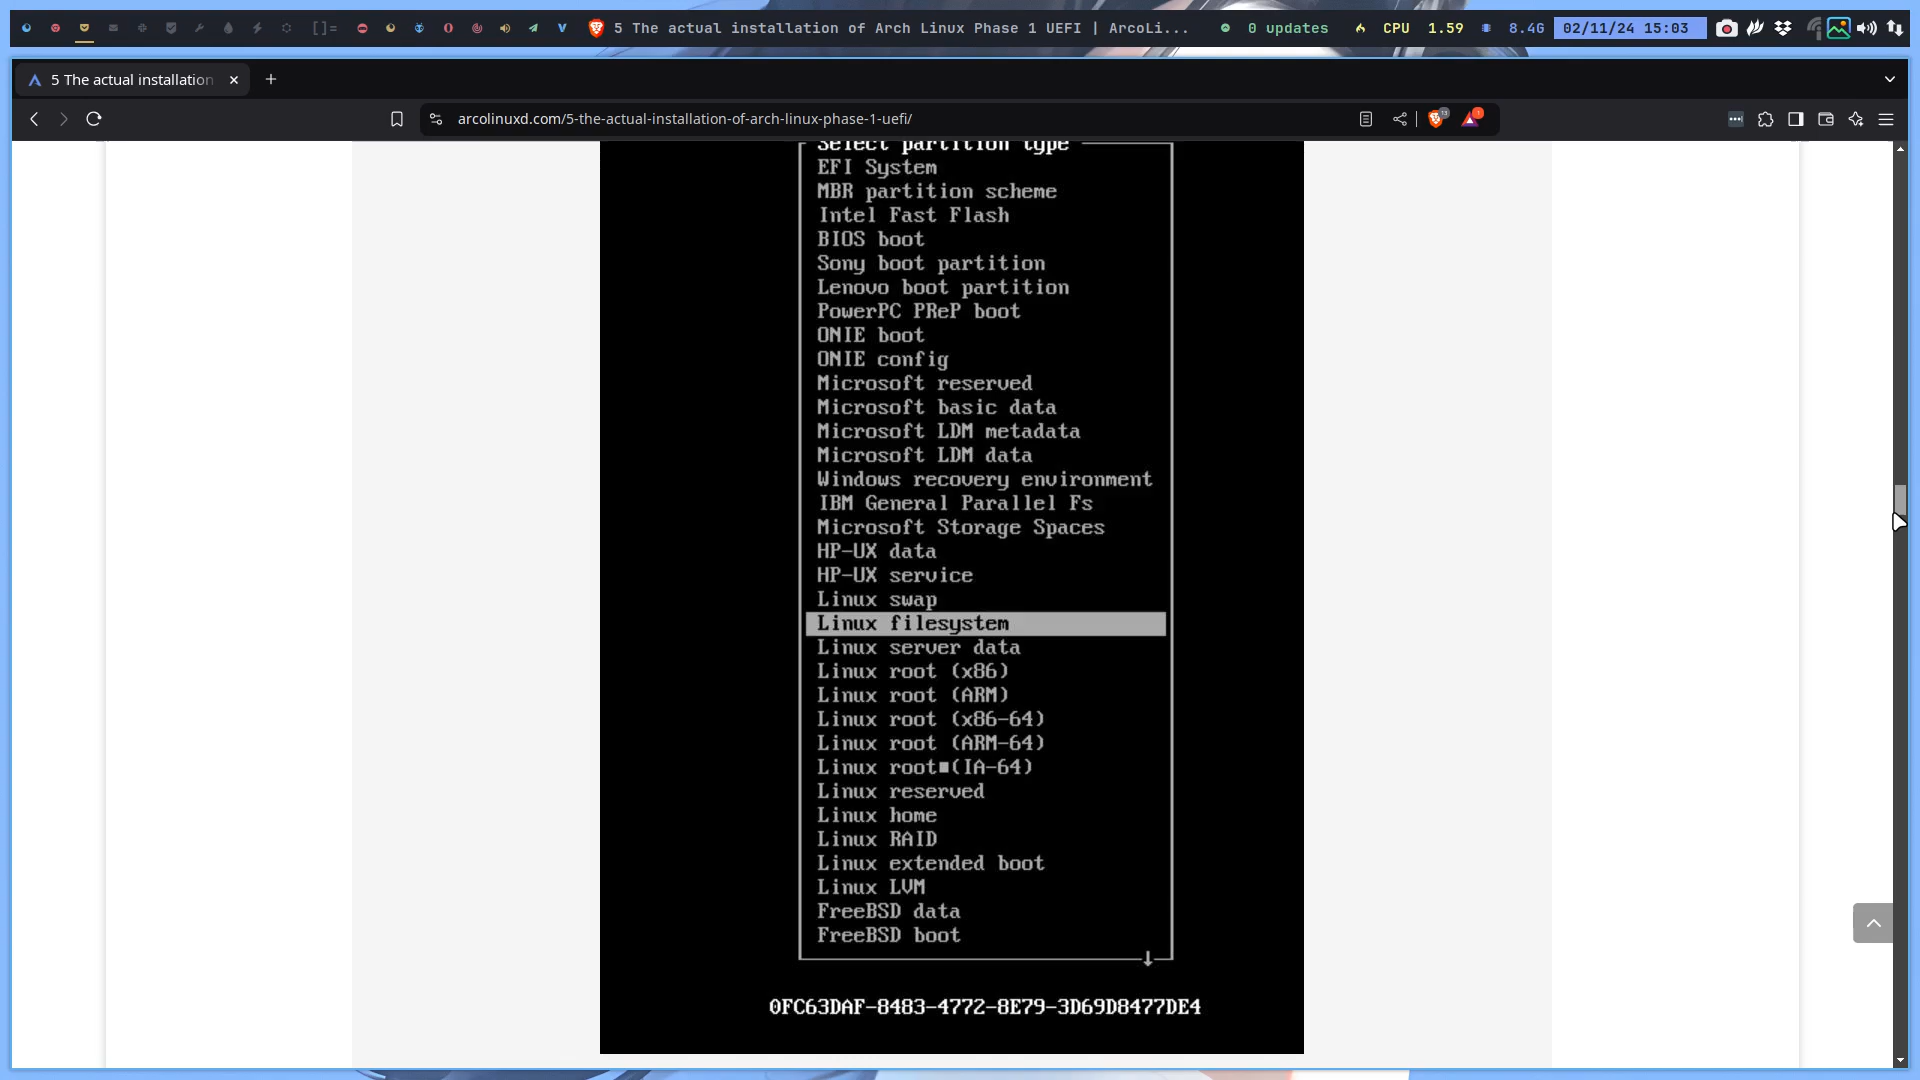 []=
5 The actual installation of Arch Linux Phase 1 UEFI | ArcoLi...
0 updates
CPU 1.59
8.4G
02/11/24 15:03
5 The actual installation
arcolinuxd.com/5-the-actual-installation-of-arch-linux-phase-1-uefi/
13
1
Select partition type
EFI System
MBR partition scheme
Intel Fast Flash
BIOS boot
Sony boot partition
Lenovo boot partition
PowerPC PReP boot
ONIE boot
ONIE config
Microsoft reserved
Microsoft basic data
Microsoft LDM metadata
Microsoft LDM data
Windows recovery environment
IBM General Parallel Fs
Microsoft Storage Spaces
HP-UX data
HP-UX service
Linux swap
Linux filesystem
Linux server data
Linux root (x86)
Linux root (ARM)
Linux root (x86-64)
Linux root (ARM-64)
Linux root■(IA-64)
Linux reserved
Linux home
Linux RAID
Linux extended boot
Linux LVM
FreeBSD data
FreeBSD boot
0FC63DAF-8483-4772-8E79-3D69D8477DE4